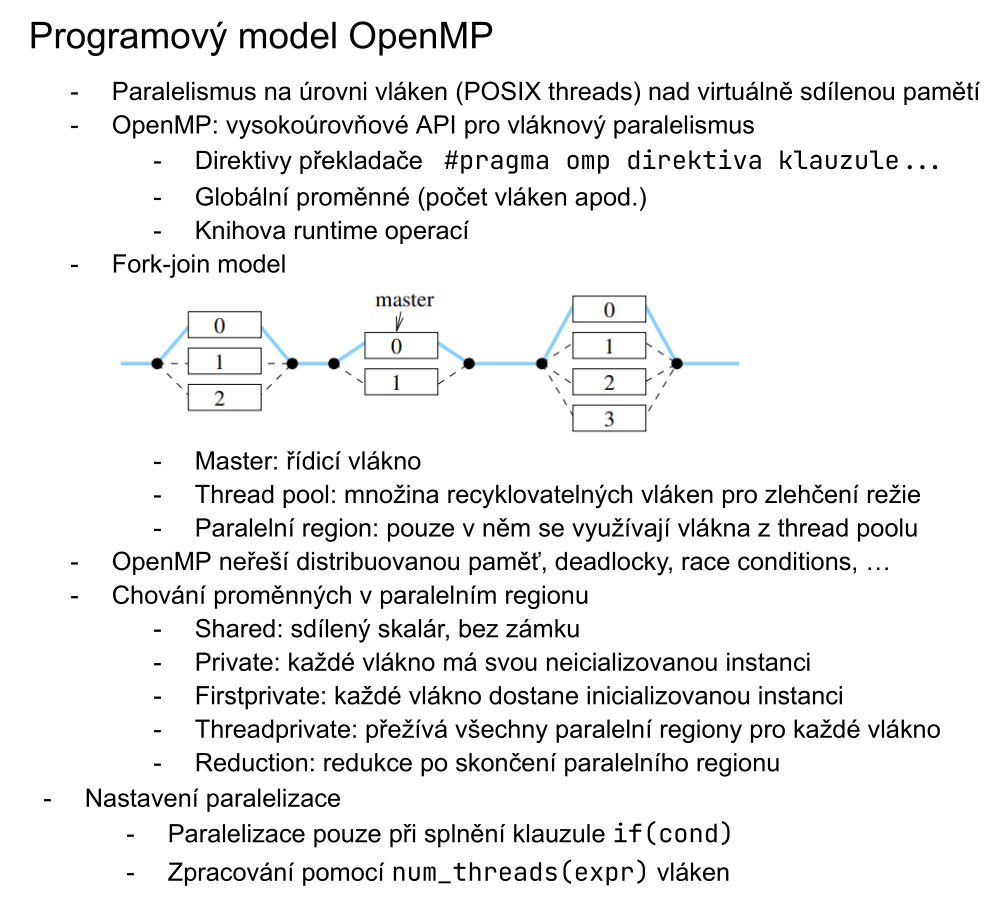 Programový model OpenMP
- Paralelismus na úrovni vláken (POSIX threads) nad virtuálně sdílenou pamětí
- OpenMP: vysokoúrovňové API pro vláknový paralelismus
- Direktivy překladače #pragma omp direktiva klauzule...
- Globální proměnné (počet vláken apod.)
- Knihova runtime operací
- Fork-join model
master
0
1
2
0
1
0
1
2
3
- Master: řídicí vlákno
- Thread pool: množina recyklovatelných vláken pro zlehčení režie
- Paralelní region: pouze v něm se využívají vlákna z thread poolu
- OpenMP neřeší distribuovanou paměť, deadlocky, race conditions, …
- Chování proměnných v paralelním regionu
- Shared: sdílený skalár, bez zámku
- Private: každé vlákno má svou neicializovanou instanci
- Firstprivate: každé vlákno dostane inicializovanou instanci
- Threadprivate: přežívá všechny paralelní regiony pro každé vlákno
- Reduction: redukce po skončení paralelního regionu
- Nastavení paralelizace
- Paralelizace pouze při splnění klauzule if(cond)
- Zpracování pomocí num_threads(expr) vláken